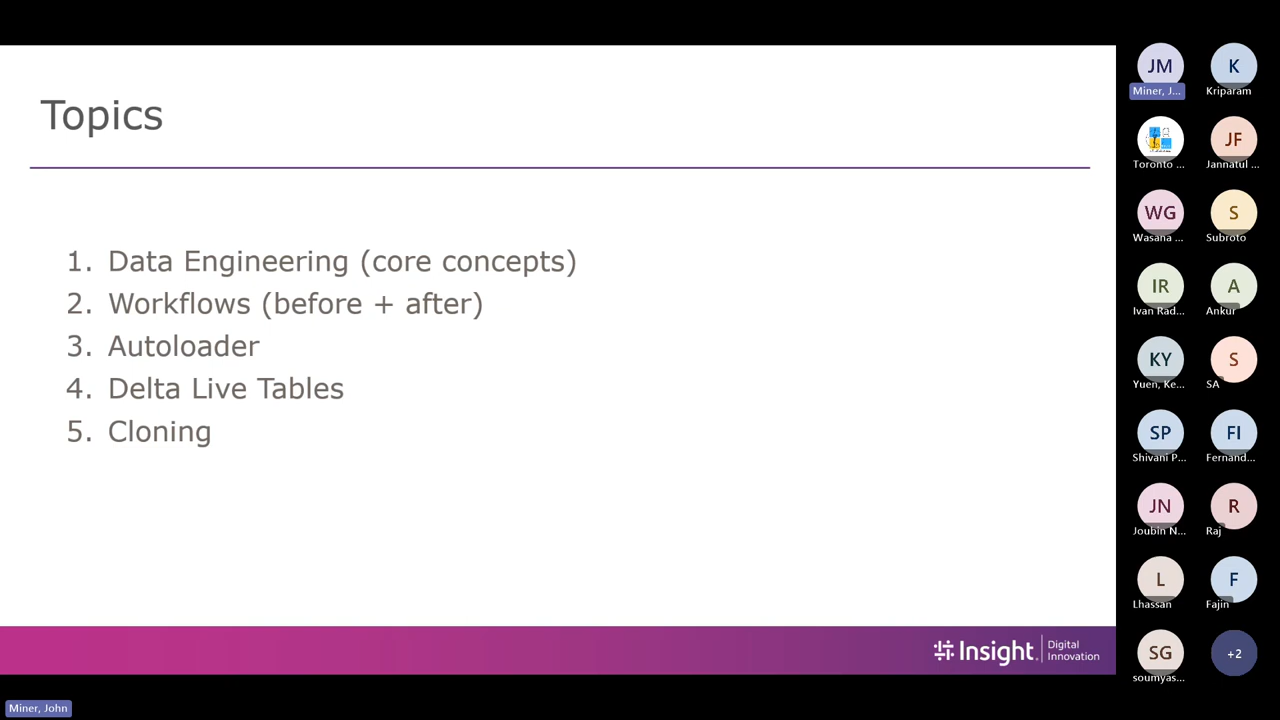 Topics
1. Data Engineering (core concepts)
2. Workflows (before + after)
3. Autoloader
4. Delta Live Tables
5. Cloning
Insight. Digital
Innovation
JM K
Miner, J... Kriparam
JF
Toronto ... Jannatul ...
WG S
Wasana ... Subroto
IR A
Ivan Rad... Ankur
KY S
Yuen, Ke... SA
SP FI
Shivani P... Fernand...
JN R
Joubin N... Raj
L F
Lhassan Fajin
SG +2
soumyas...
Miner, John